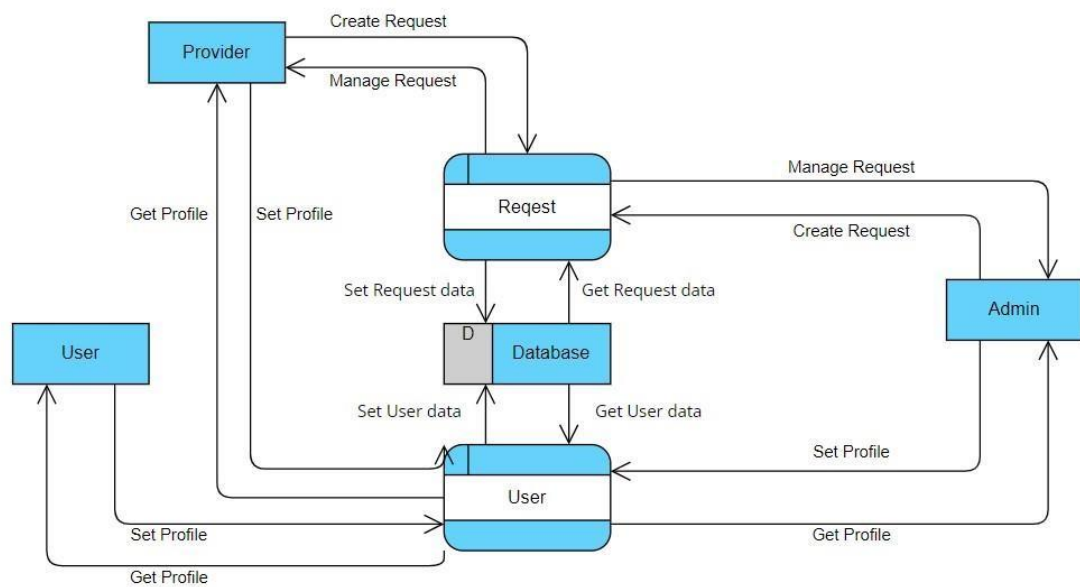 Create Request
Provider
Manage Request
Manage Request
Get Profile
Set Profile
Reqest
Create Request
Set Request data
Get Request data
Admin
User
D
Database
Set User data
Get User data
Set Profile
User
Set Profile
Get Profile
Get Profile